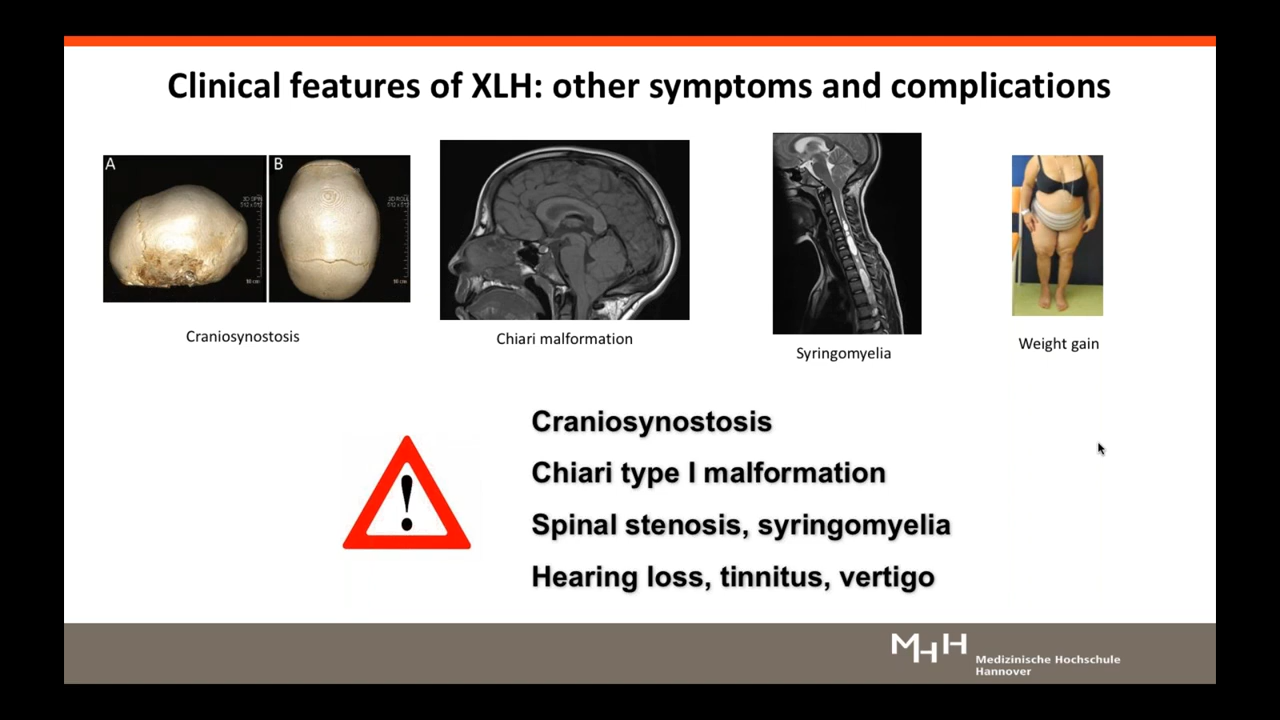 Clinical features of XLH: other symptoms and complications
A
B
Craniosynostosis
Chiari malformation
Syringomyelia
Weight gain
Craniosynostosis
Chiari type I malformation
Spinal stenosis, syringomyelia
Hearing loss, tinnitus, vertigo
MHH
Medizinische Hochschule
Hannover